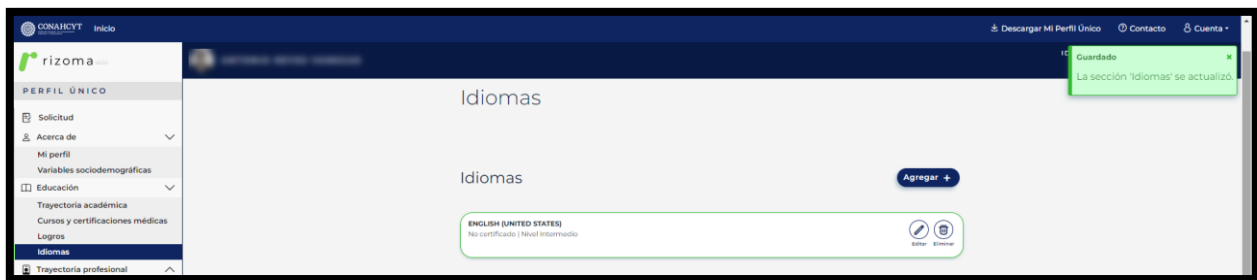 CONAHCYT Inicio Descargar Mi Perfil Único Contacto Cuenta
rizoma
PERFIL ÚNICO
Solicitud
Acerca de
Mi perfil
Variables sociodemográficas
Educación
Trayectoria académica
Cursos y certificaciones médicas
Logros
Idiomas
Trayectoria profesional
Guardado ×
La sección 'Idiomas' se actualizó.
Idiomas
Idiomas
Agregar +
ENGLISH (UNITED STATES)
No certificado | Nivel Intermedio
Editar Eliminar